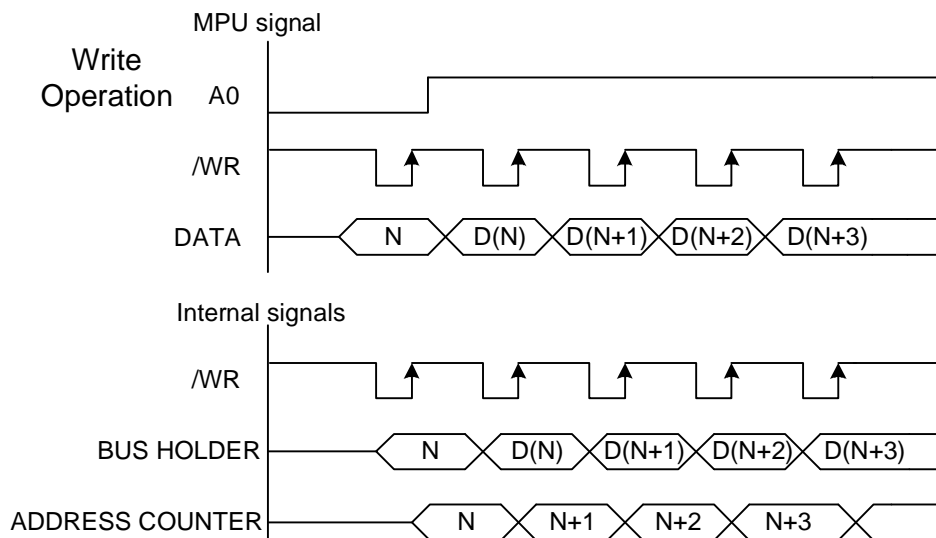 MPU signal
Write
Operation
A0
/WR
DATA N D(N) D(N+1) D(N+2) D(N+3)
Internal signals
/WR
BUS HOLDER N D(N) D(N+1) D(N+2) D(N+3)
ADDRESS COUNTER N N+1 N+2 N+3